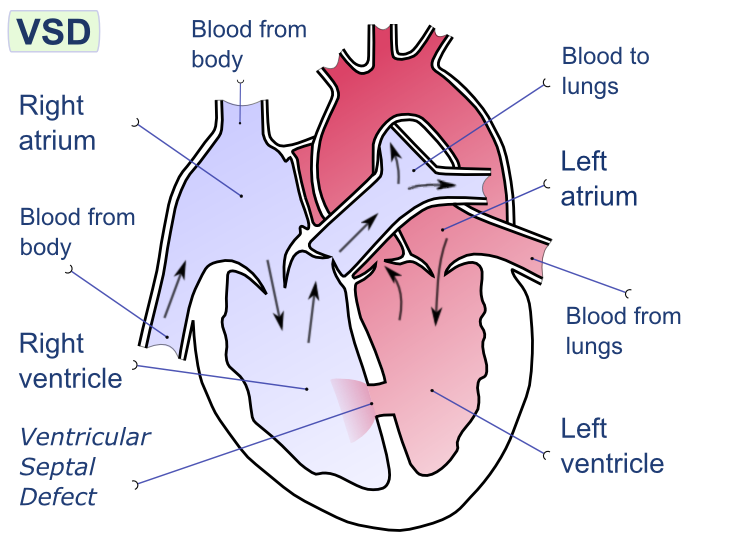 VSD
Blood from
body
Blood to
lungs
Right
atrium
Left
atrium
Blood from
body
Blood from
lungs
Right
ventricle
Ventricular
Septal
Defect
Left
ventricle